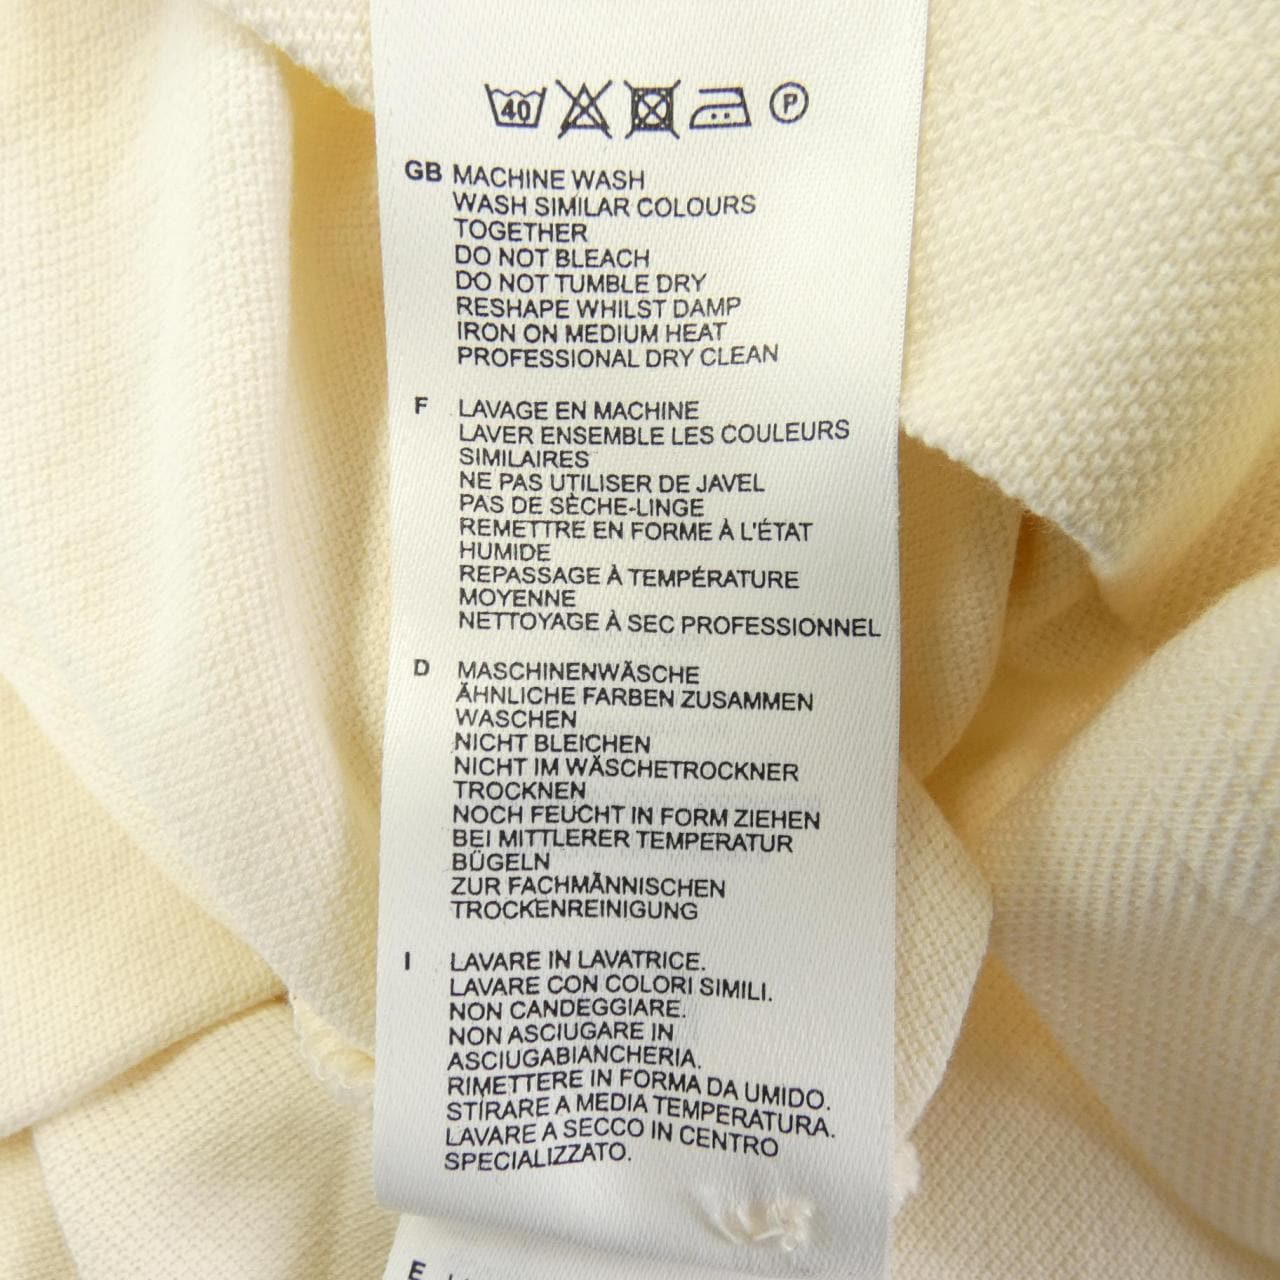 40 P
GB MACHINE WASH
WASH SIMILAR COLOURS
TOGETHER
DO NOT BLEACH
DO NOT TUMBLE DRY
RESHAPE WHILST DAMP
IRON ON MEDIUM HEAT
PROFESSIONAL DRY CLEAN
F LAVAGE EN MACHINE
LAVER ENSEMBLE LES COULEURS
SIMILAIRES
NE PAS UTILISER DE JAVEL
PAS DE SÈCHE-LINGE
REMETTRE EN FORME À L'ÉTAT
HUMIDE
REPASSAGE À TEMPÉRATURE
MOYENNE
NETTOYAGE À SEC PROFESSIONNEL
D MASCHINENWÄSCHE
ÄHNLICHE FARBEN ZUSAMMEN
WASCHEN
NICHT BLEICHEN
NICHT IM WÄSCHETROCKNER
TROCKNEN
NOCH FEUCHT IN FORM ZIEHEN
BEI MITTLERER TEMPERATUR
BÜGELN
ZUR FACHMÄNNISCHEN
TROCKENREINIGUNG
I LAVARE IN LAVATRICE.
LAVARE CON COLORI SIMILI.
NON CANDEGGIARE.
NON ASCIUGARE IN
ASCIUGABIANCHERIA.
RIMETTERE IN FORMA DA UMIDO.
STIRARE A MEDIA TEMPERATURA.
LAVARE A SECCO IN CENTRO
SPECIALIZZATO.
E